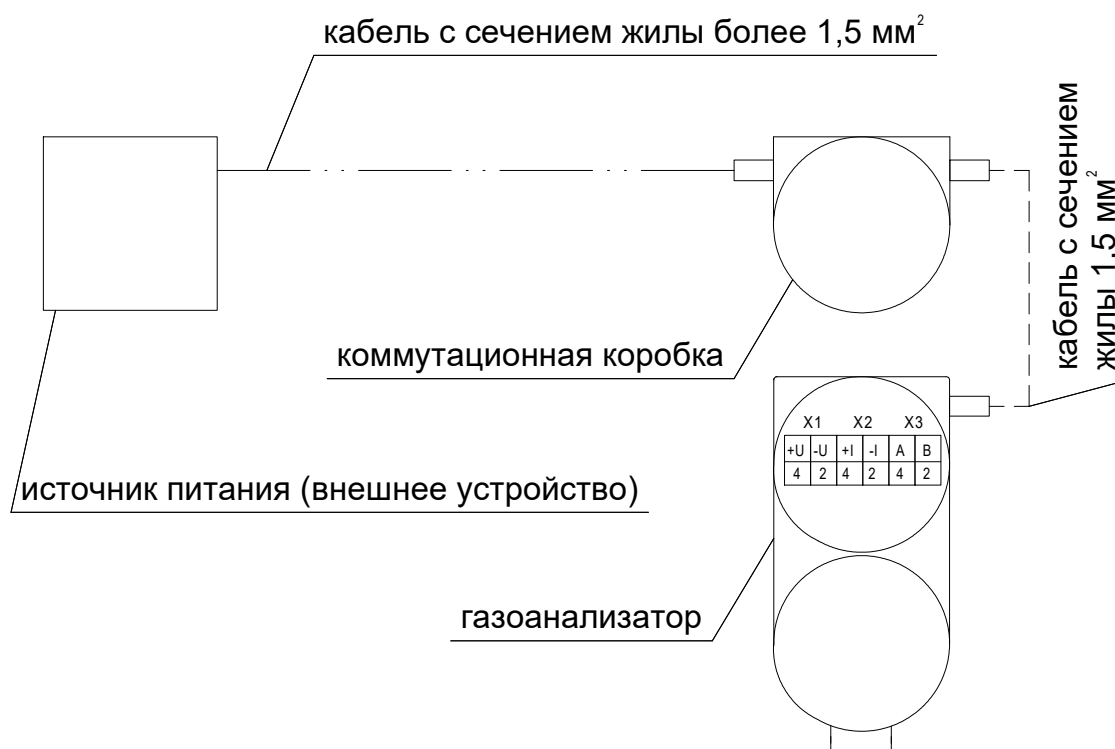 кабель с сечением жилы более 1,5 мм²
кабель с сечением
жилы 1,5 мм²
коммутационная коробка
X1 X2 X3
+U -U +I -I A B
4 2 4 2 4 2
источник питания (внешнее устройство)
газоанализатор